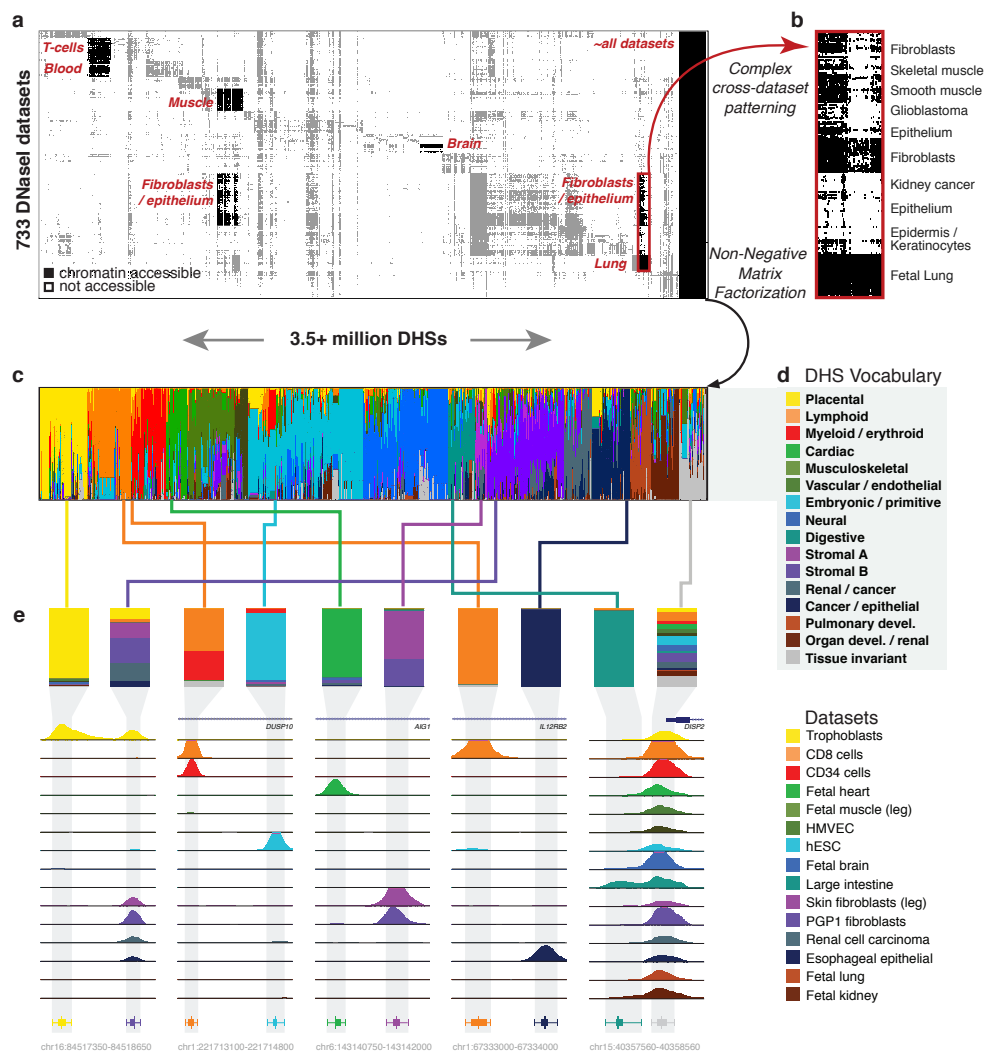 a
b
T-cells
Blood
Muscle
Fibroblasts
/ epithelium
Brain
Fibroblasts
/ epithelium
Lung
~all datasets
733 DNaseI datasets
chromatin accessible
not accessible
Complex
cross-dataset
patterning
Non-Negative
Matrix
Factorization
Fibroblasts
Skeletal muscle
Smooth muscle
Glioblastoma
Epithelium
Fibroblasts
Kidney cancer
Epithelium
Epidermis /
Keratinocytes
Fetal Lung
3.5+ million DHSs
c
d DHS Vocabulary
Placental
Lymphoid
Myeloid / erythroid
Cardiac
Musculoskeletal
Vascular / endothelial
Embryonic / primitive
Neural
Digestive
Stromal A
Stromal B
Renal / cancer
Cancer / epithelial
Pulmonary devel.
Organ devel. / renal
Tissue invariant
e
DUSP10
AIG1
IL12RB2
DISP2
Datasets
Trophoblasts
CD8 cells
CD34 cells
Fetal heart
Fetal muscle (leg)
HMVEC
hESC
Fetal brain
Large intestine
Skin fibroblasts (leg)
PGP1 fibroblasts
Renal cell carcinoma
Esophageal epithelial
Fetal lung
Fetal kidney
chr16:84517350-84518650
chr1:221713100-221714800
chr6:143140750-143142000
chr1:67333000-67334000
chr15:40357560-40358560